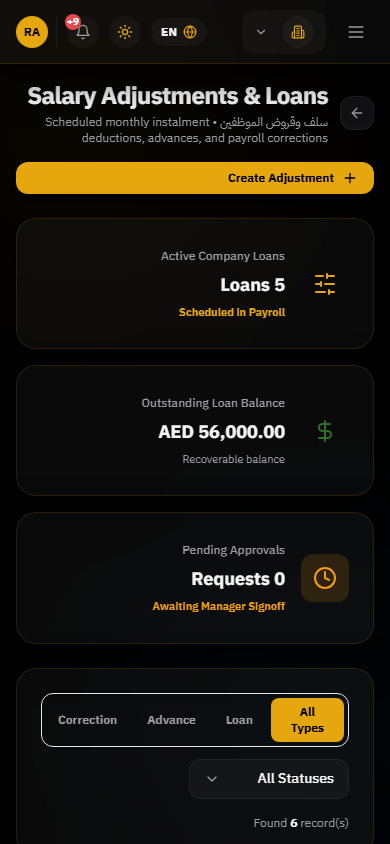 RA
+9
EN
Salary Adjustments & Loans
سلف وقروض الموظفين • Scheduled monthly instalment
deductions, advances, and payroll corrections
Create Adjustment
Active Company Loans
Loans 5
Scheduled in Payroll
Outstanding Loan Balance
AED 56,000.00
Recoverable balance
Pending Approvals
Requests 0
Awaiting Manager Signoff
Correction Advance Loan All Types
All Statuses
Found 6 record(s)